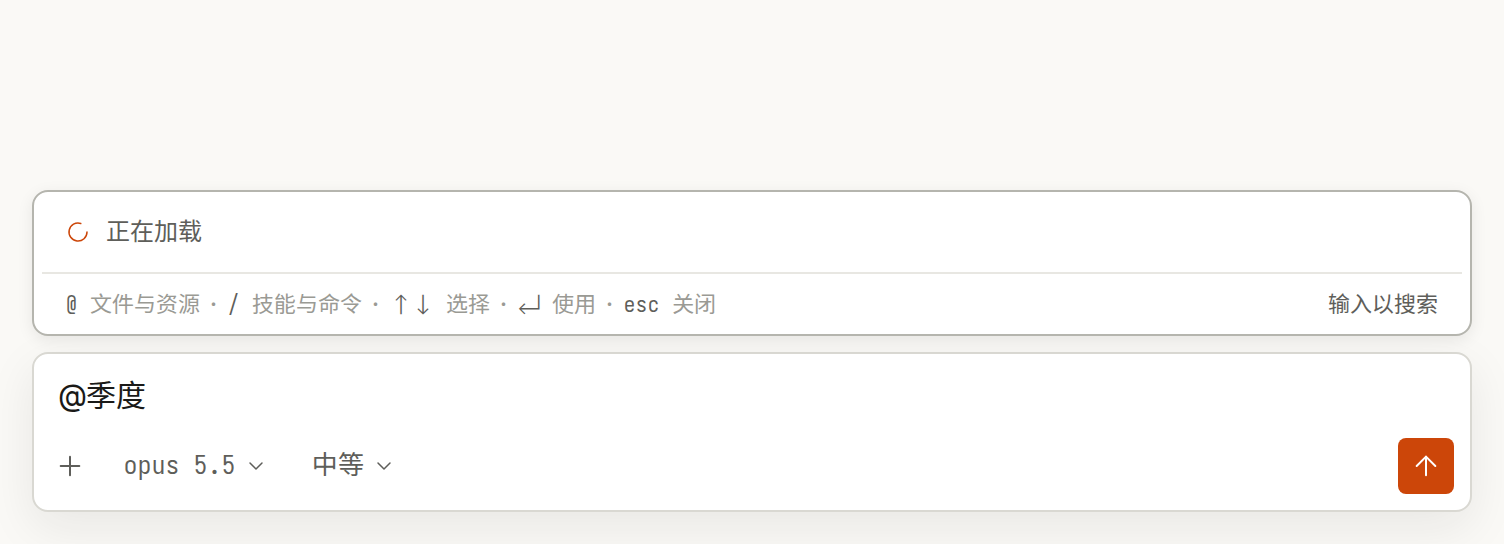 正在加载
@ 文件与资源 · / 技能与命令 · ↑↓ 选择 · ↵ 使用 · esc 关闭 输入以搜索
@季度
opus 5.5 中等